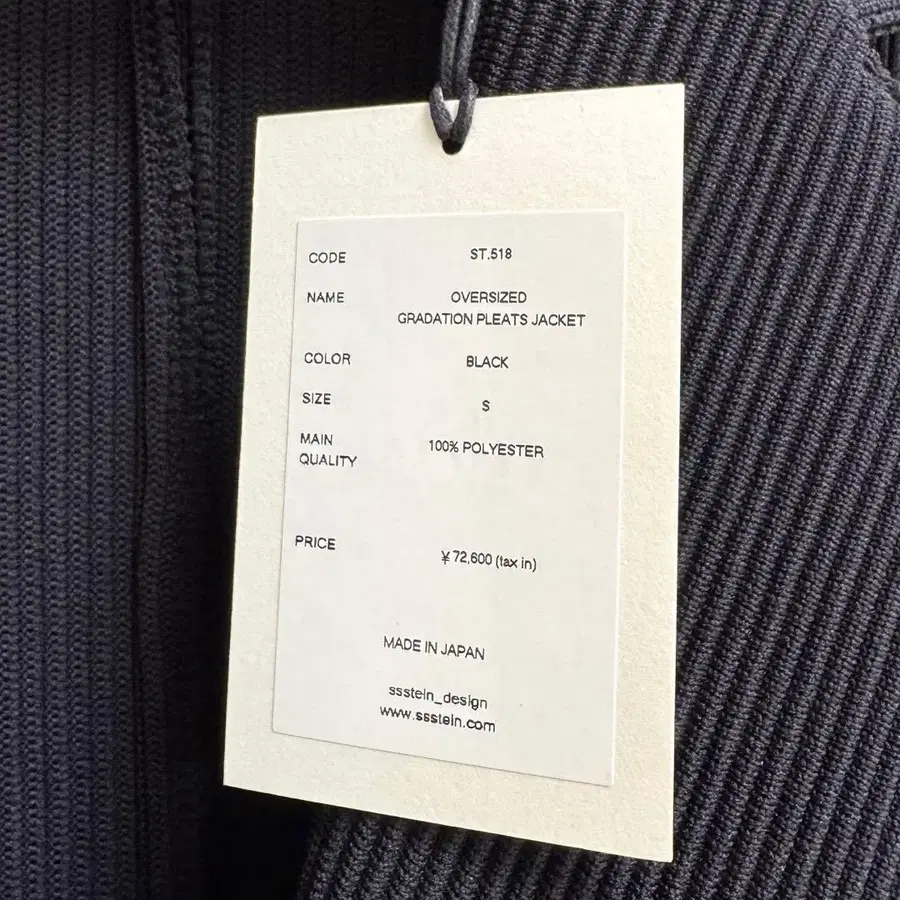 CODE ST.518
NAME OVERSIZED
GRADATION PLEATS JACKET
COLOR BLACK
SIZE S
MAIN 100% POLYESTER
QUALITY
PRICE ¥72,600 (tax in)
MADE IN JAPAN
ssstein_design
www.ssstein.com